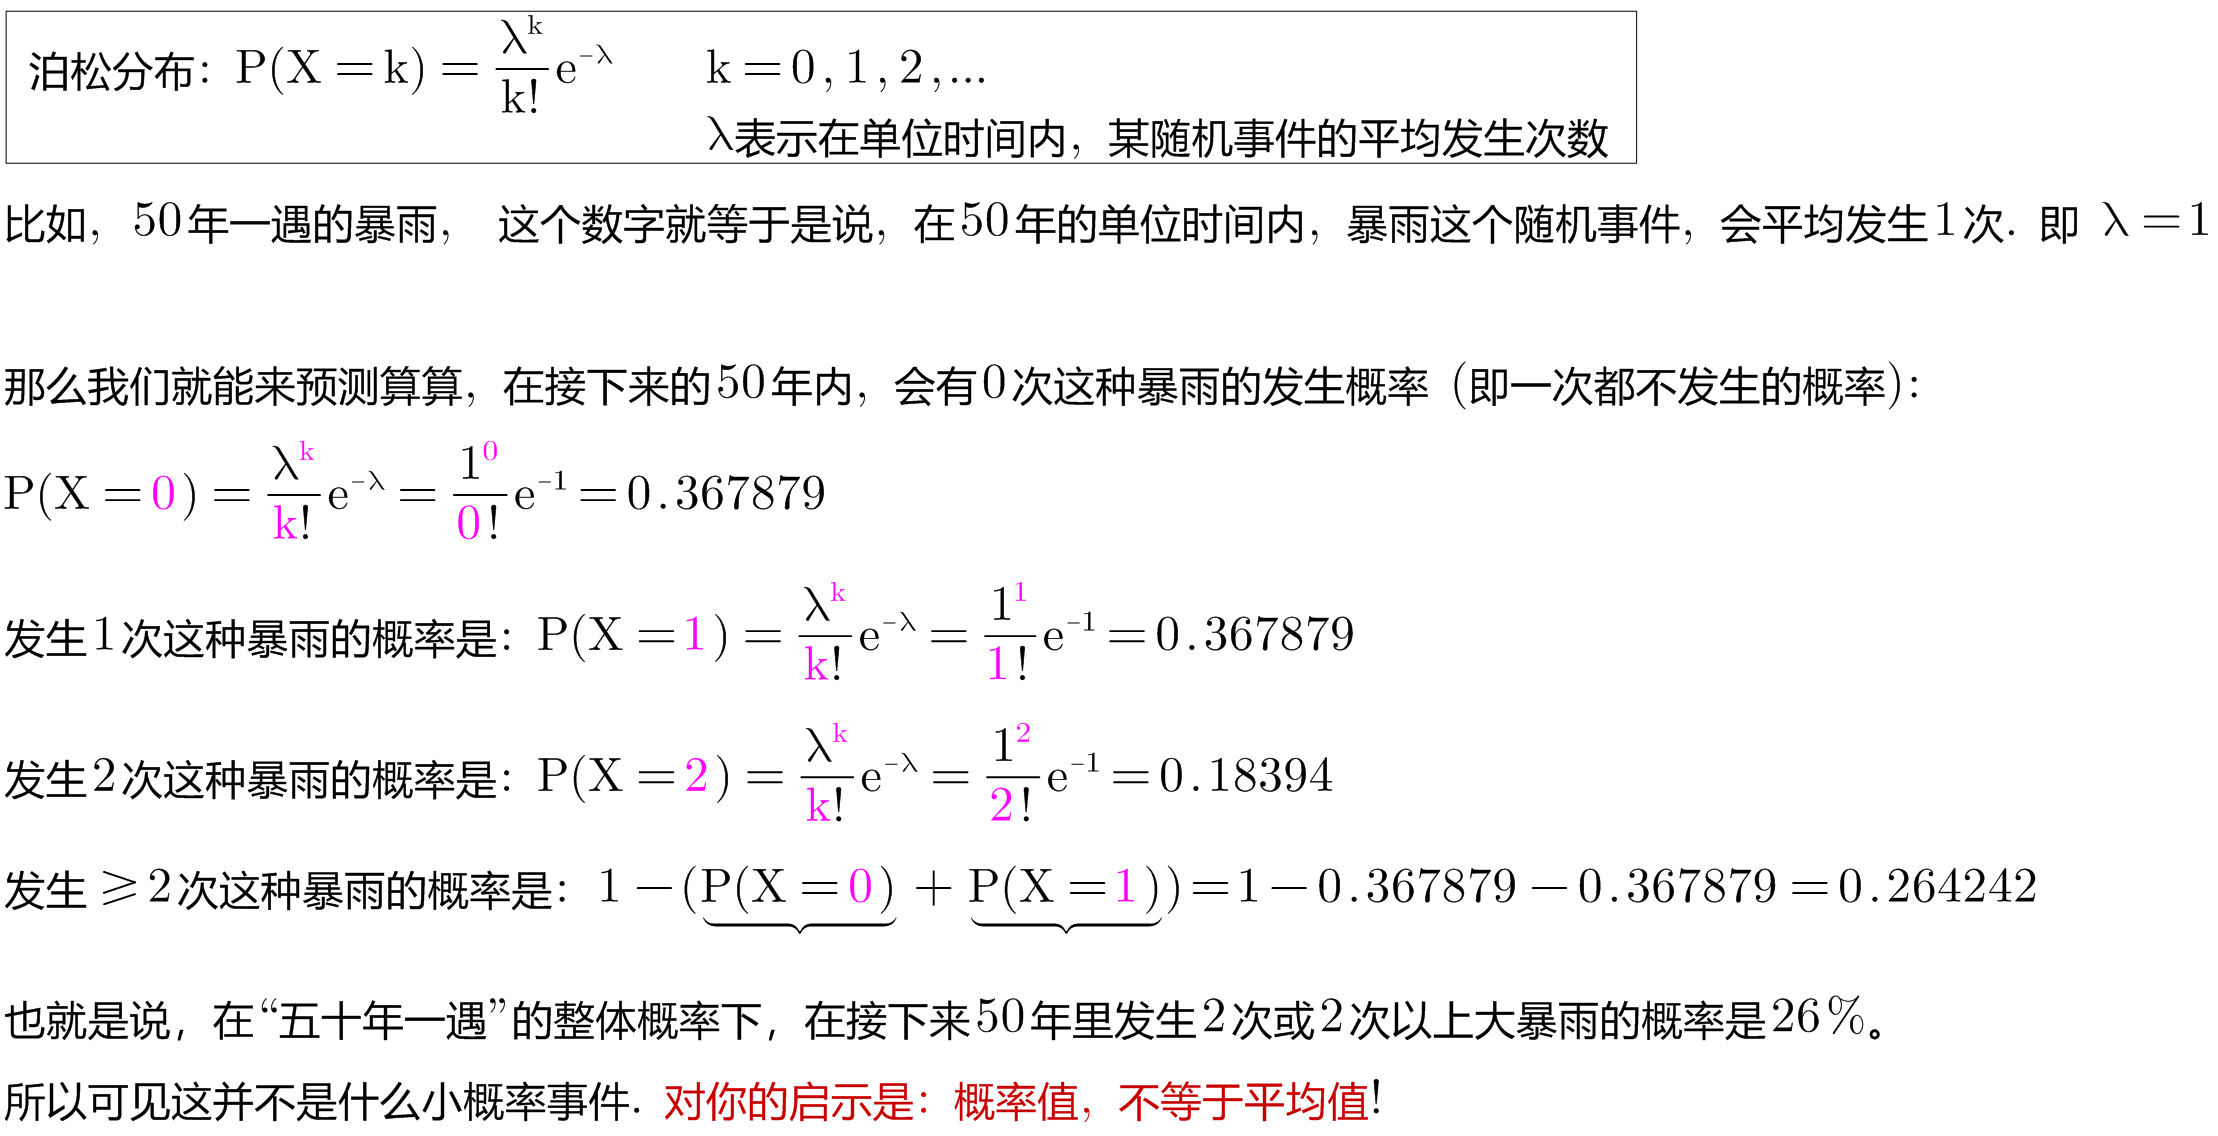 泊松分布：P(X=k)=\frac{λ^k}{k!}e^{-λ}  k=0,1,2,...
λ表示在单位时间内，某随机事件的平均发生次数
比如，50年一遇的暴雨， 这个数字就等于是说，在50年的单位时间内，暴雨这个随机事件，会平均发生1次. 即 λ=1
那么我们就能来预测算算，在接下来的50年内，会有0次这种暴雨的发生概率 (即一次都不发生的概率)：
P(X=0)=\frac{λ^k}{k!}e^{-λ}=\frac{1^0}{0!}e^{-1}=0.367879
发生1次这种暴雨的概率是：P(X=1)=\frac{λ^k}{k!}e^{-λ}=\frac{1^1}{1!}e^{-1}=0.367879
发生2次这种暴雨的概率是：P(X=2)=\frac{λ^k}{k!}e^{-λ}=\frac{1^2}{2!}e^{-1}=0.18394
发生⩾2次这种暴雨的概率是：1-(P(X=0)+P(X=1))=1-0.367879-0.367879=0.264242
也就是说，在“五十年一遇”的整体概率下，在接下来50年里发生2次或2次以上大暴雨的概率是26%。
所以可见这并不是什么小概率事件. 对你的启示是：概率值，不等于平均值!